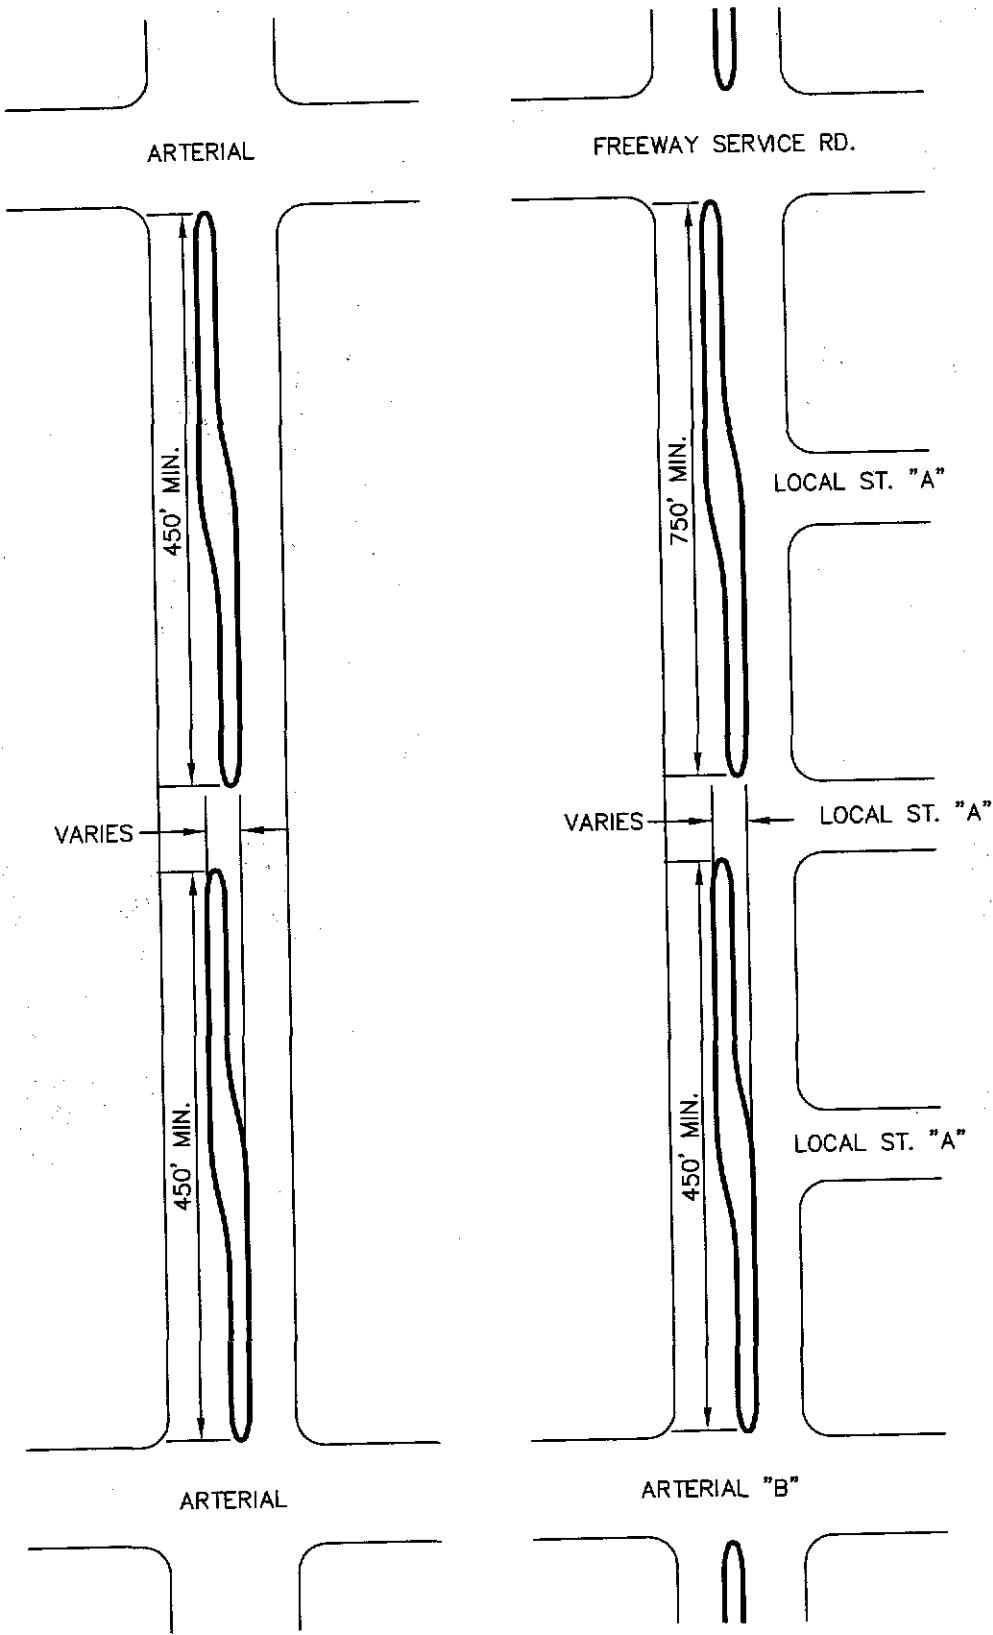 ARTERIAL
450' MIN.
VARIES
450' MIN.
ARTERIAL
FREEWAY SERVICE RD.
750' MIN.
LOCAL ST. "A"
VARIES
LOCAL ST. "A"
450' MIN.
LOCAL ST. "A"
ARTERIAL "B"